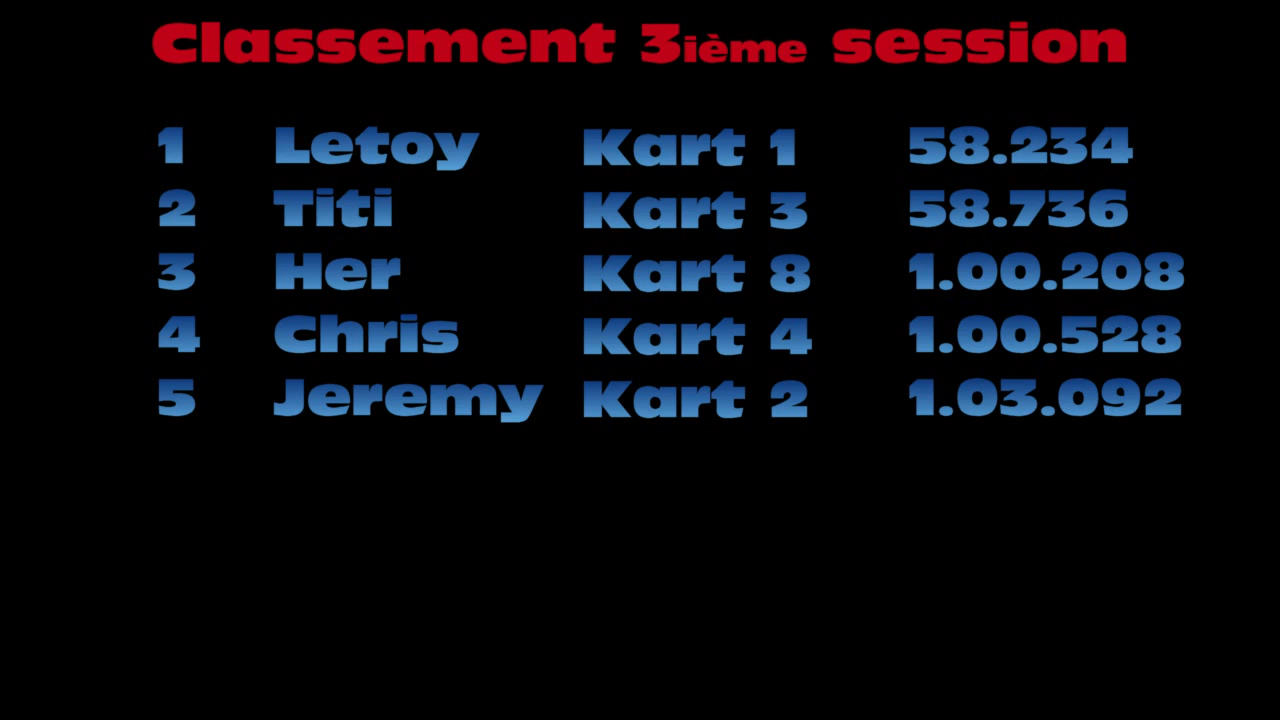 Classement 3ième session
1 Letoy Kart 1 58.234
2 Titi Kart 3 58.736
3 Her Kart 8 1.00.208
4 Chris Kart 4 1.00.528
5 Jeremy Kart 2 1.03.092